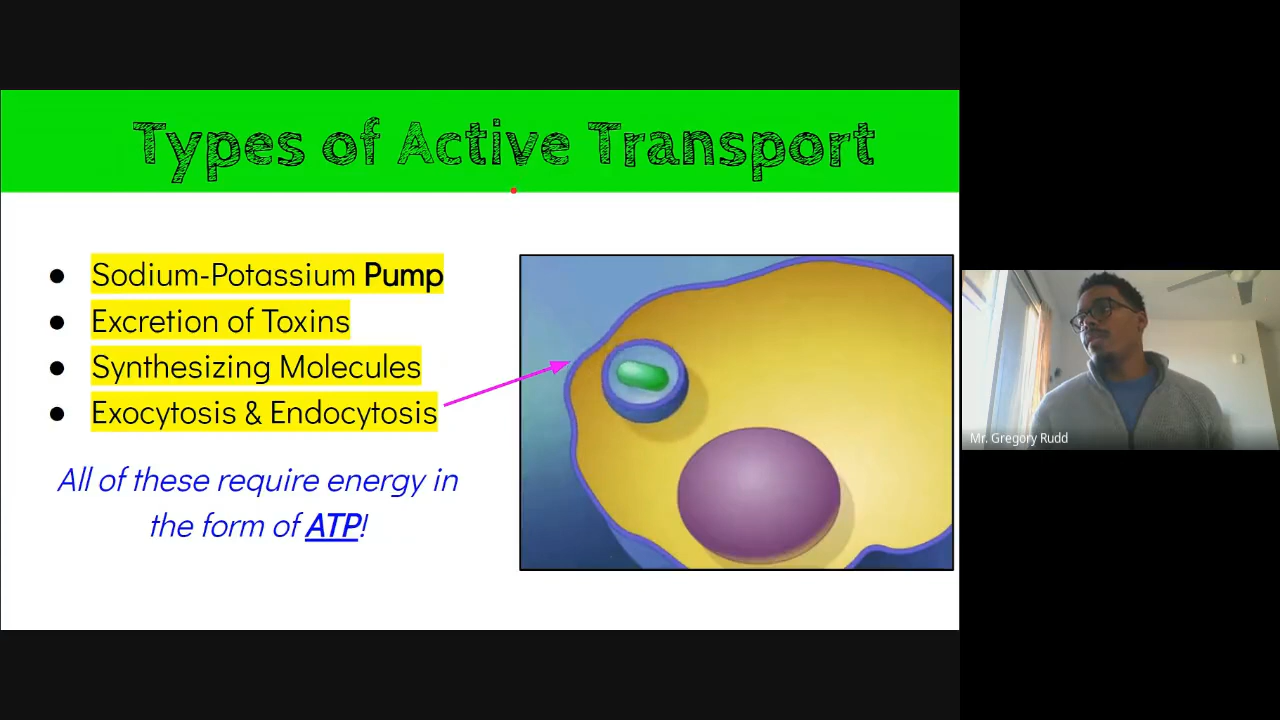 Types of Active Transport
● Sodium-Potassium Pump
● Excretion of Toxins
● Synthesizing Molecules
● Exocytosis & Endocytosis
All of these require energy in
the form of ATP!
Mr. Gregory Rudd